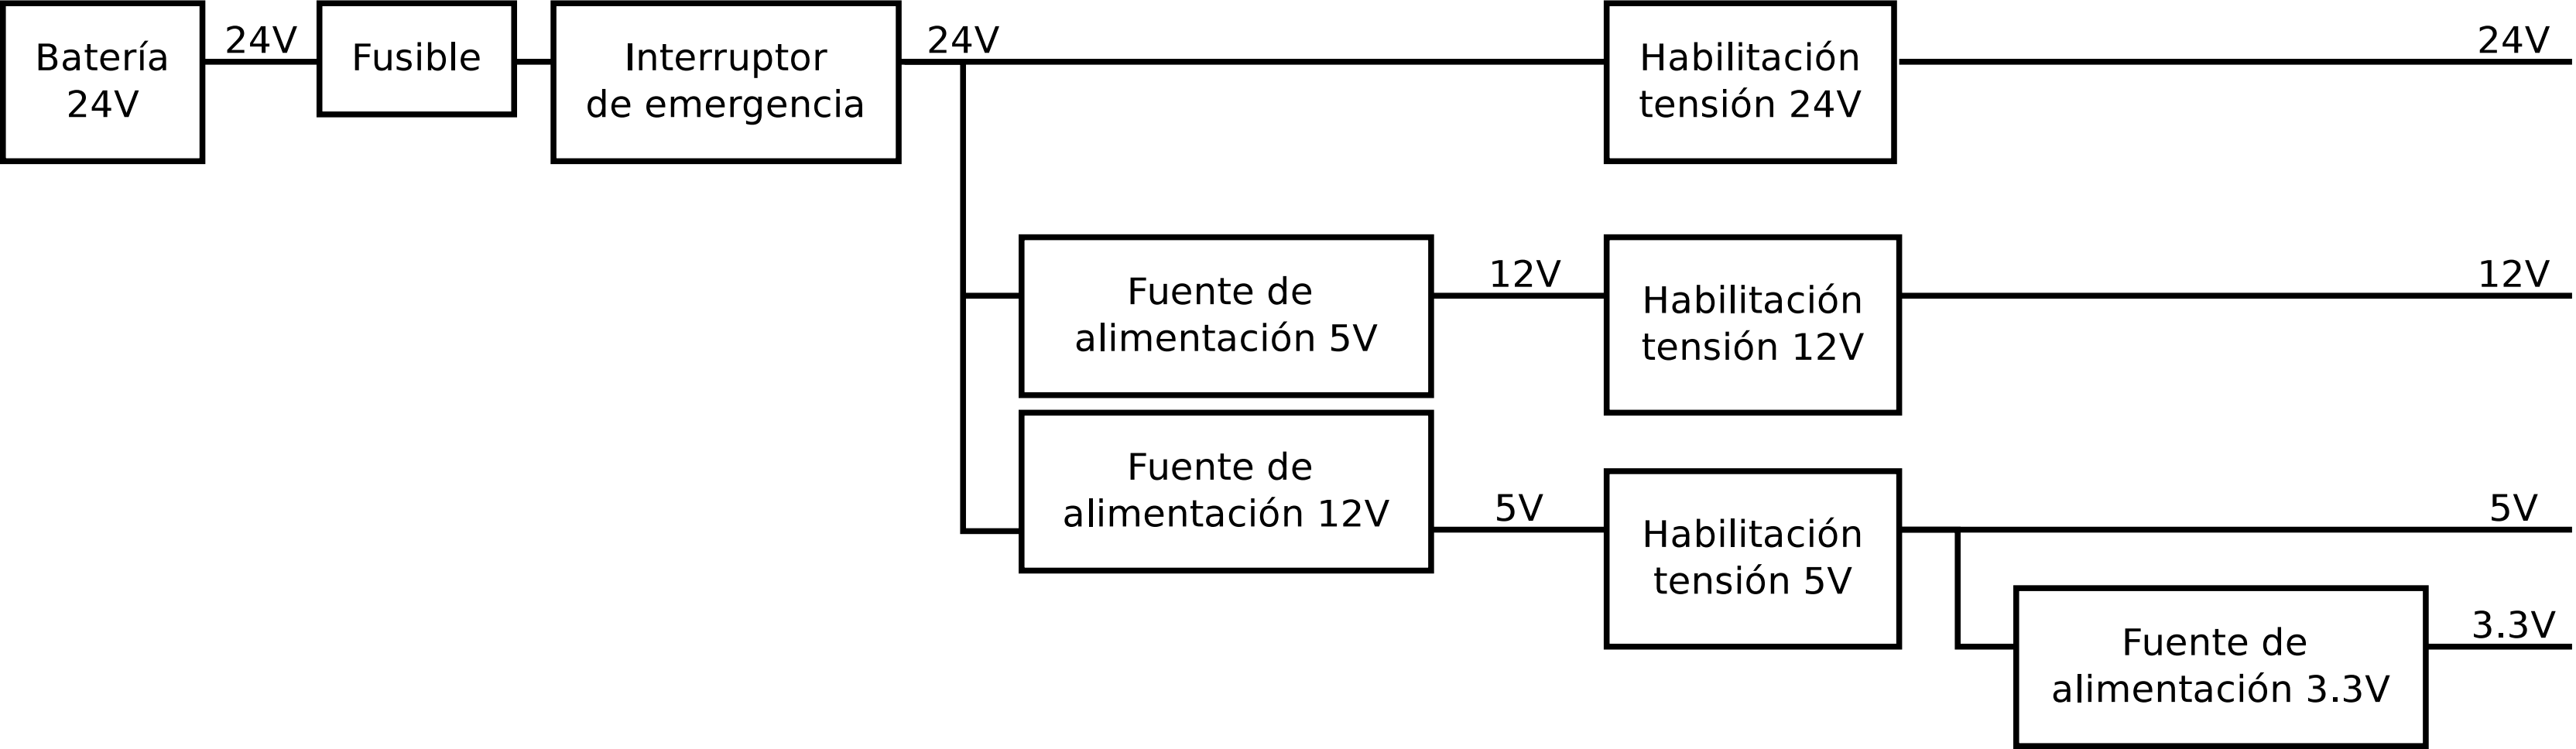 Batería
24V
24V
Fusible
Interruptor
de emergencia
24V
Habilitación
tensión 24V
24V
Fuente de
alimentación 5V
12V
Habilitación
tensión 12V
12V
Fuente de
alimentación 12V
5V
Habilitación
tensión 5V
5V
Fuente de
alimentación 3.3V
3.3V